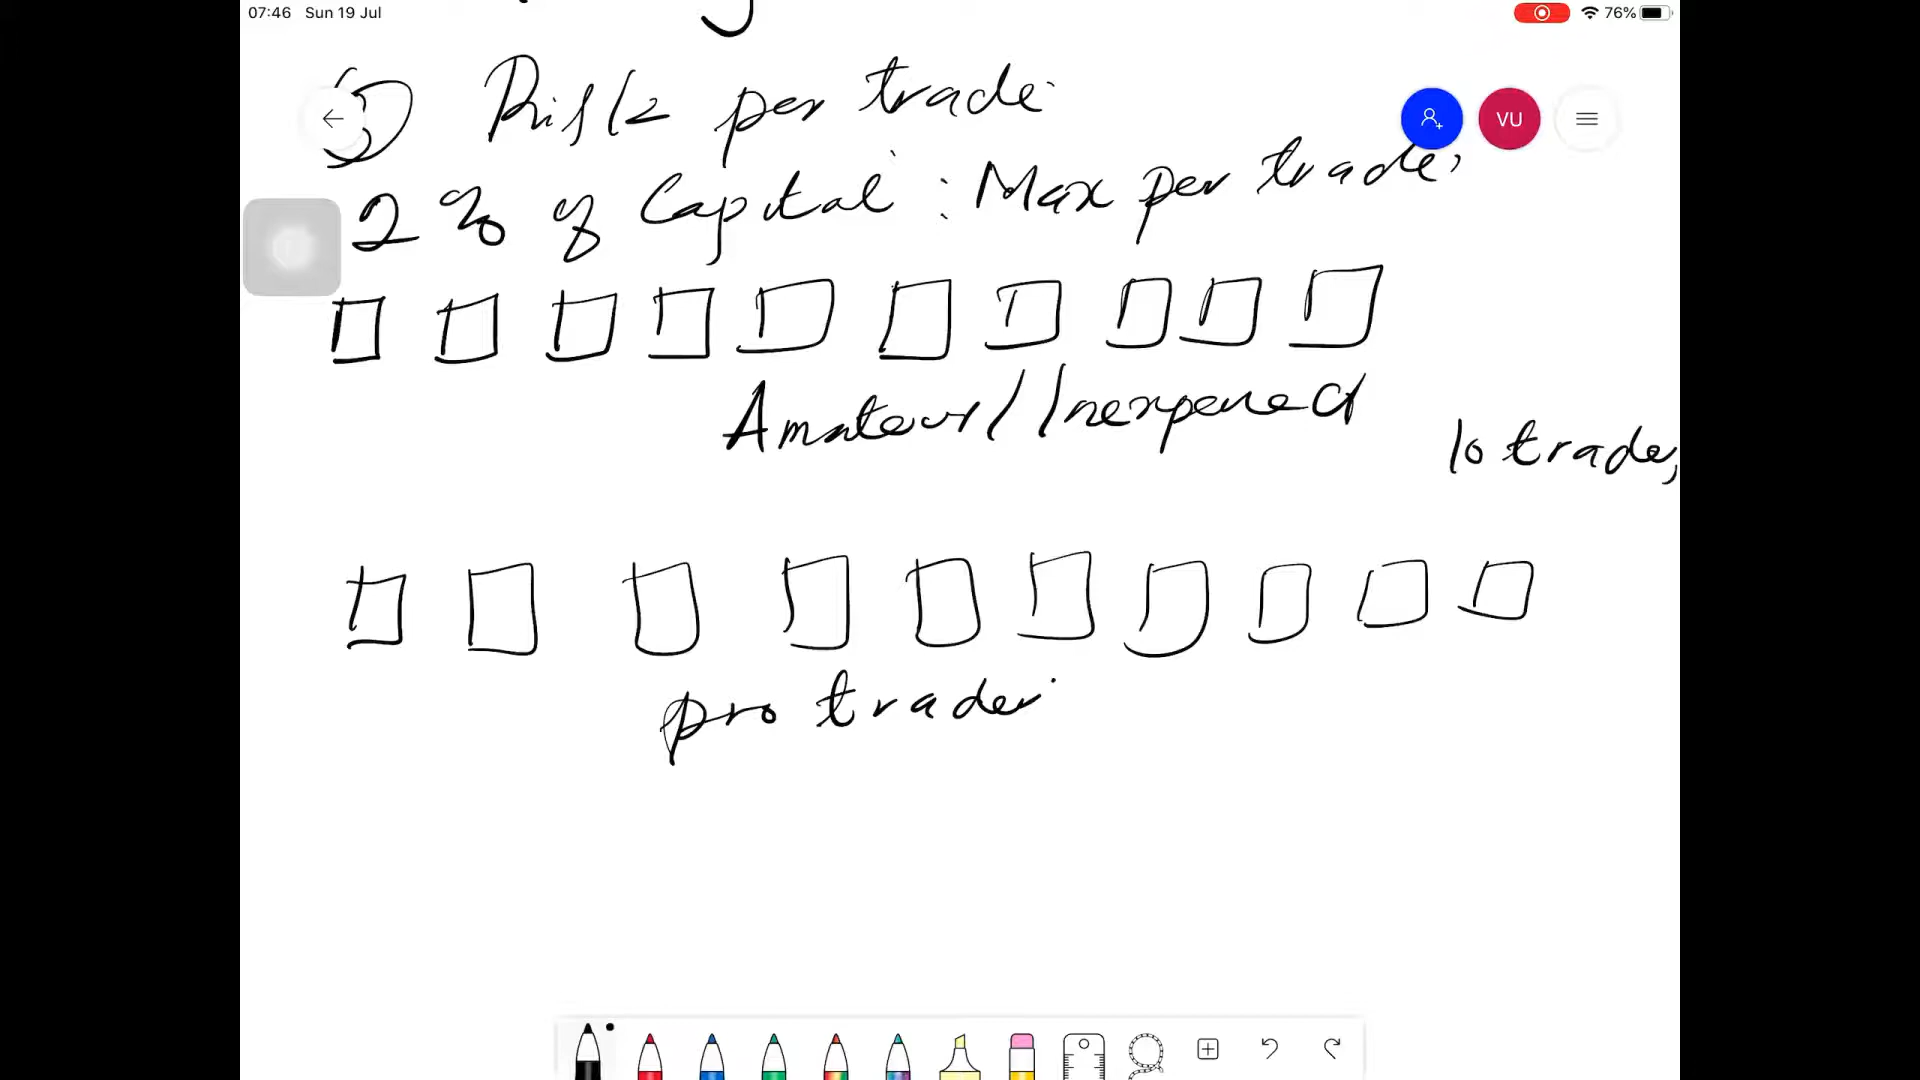 07:46 Sun 19 Jul 76%
Risk per trade
VU
2 % of Capital : Max per trade
Amateur / Inexperienced
10 trades
pro trader